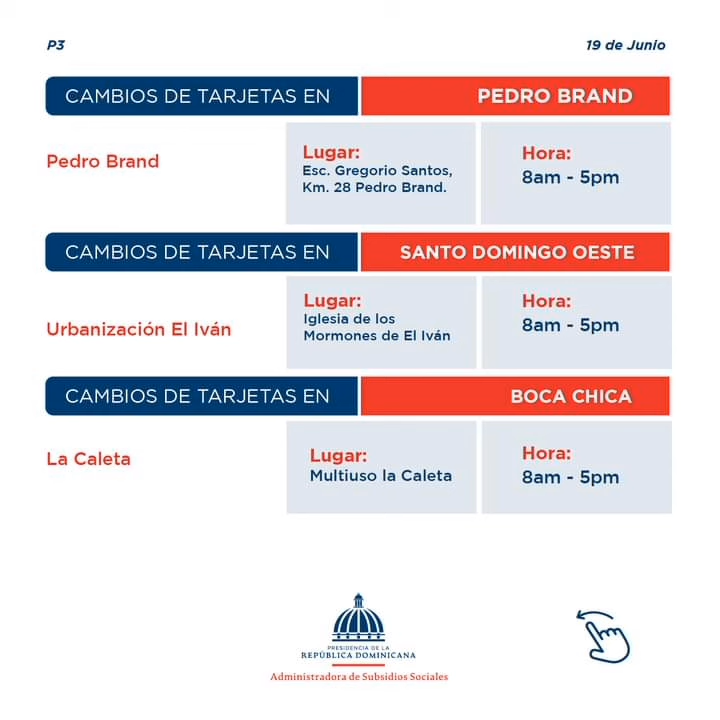 P3
19 de Junio
CAMBIOS DE TARJETAS EN
PEDRO BRAND
Pedro Brand
Lugar:
Esc. Gregorio Santos,
Km. 28 Pedro Brand.
Hora:
8am - 5pm
CAMBIOS DE TARJETAS EN
SANTO DOMINGO OESTE
Urbanización El Iván
Lugar:
Iglesia de los
Mormones de El Iván
Hora:
8am - 5pm
CAMBIOS DE TARJETAS EN
BOCA CHICA
La Caleta
Lugar:
Multiuso la Caleta
Hora:
8am - 5pm
PRESIDENCIA DE LA
REPÚBLICA DOMINICANA
Administradora de Subsidios Sociales